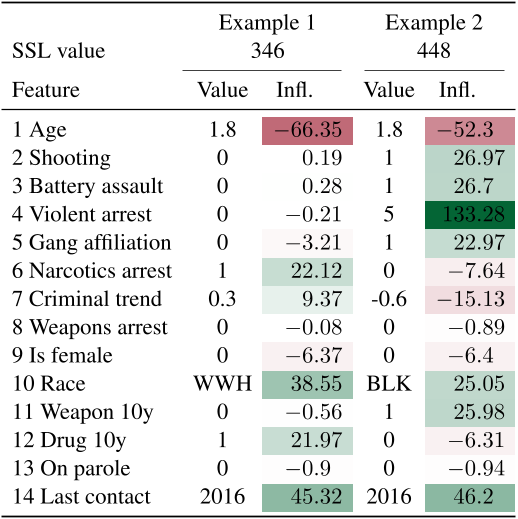 Example 1 Example 2
SSL value 346 448
Feature Value Infl. Value Infl.
1 Age 1.8 −66.35 1.8 −52.3
2 Shooting 0 0.19 1 26.97
3 Battery assault 0 0.28 1 26.7
4 Violent arrest 0 −0.21 5 133.28
5 Gang affiliation 0 −3.21 1 22.97
6 Narcotics arrest 1 22.12 0 −7.64
7 Criminal trend 0.3 9.37 -0.6 −15.13
8 Weapons arrest 0 −0.08 0 −0.89
9 Is female 0 −6.37 0 −6.4
10 Race WWH 38.55 BLK 25.05
11 Weapon 10y 0 −0.56 1 25.98
12 Drug 10y 1 21.97 0 −6.31
13 On parole 0 −0.9 0 −0.94
14 Last contact 2016 45.32 2016 46.2